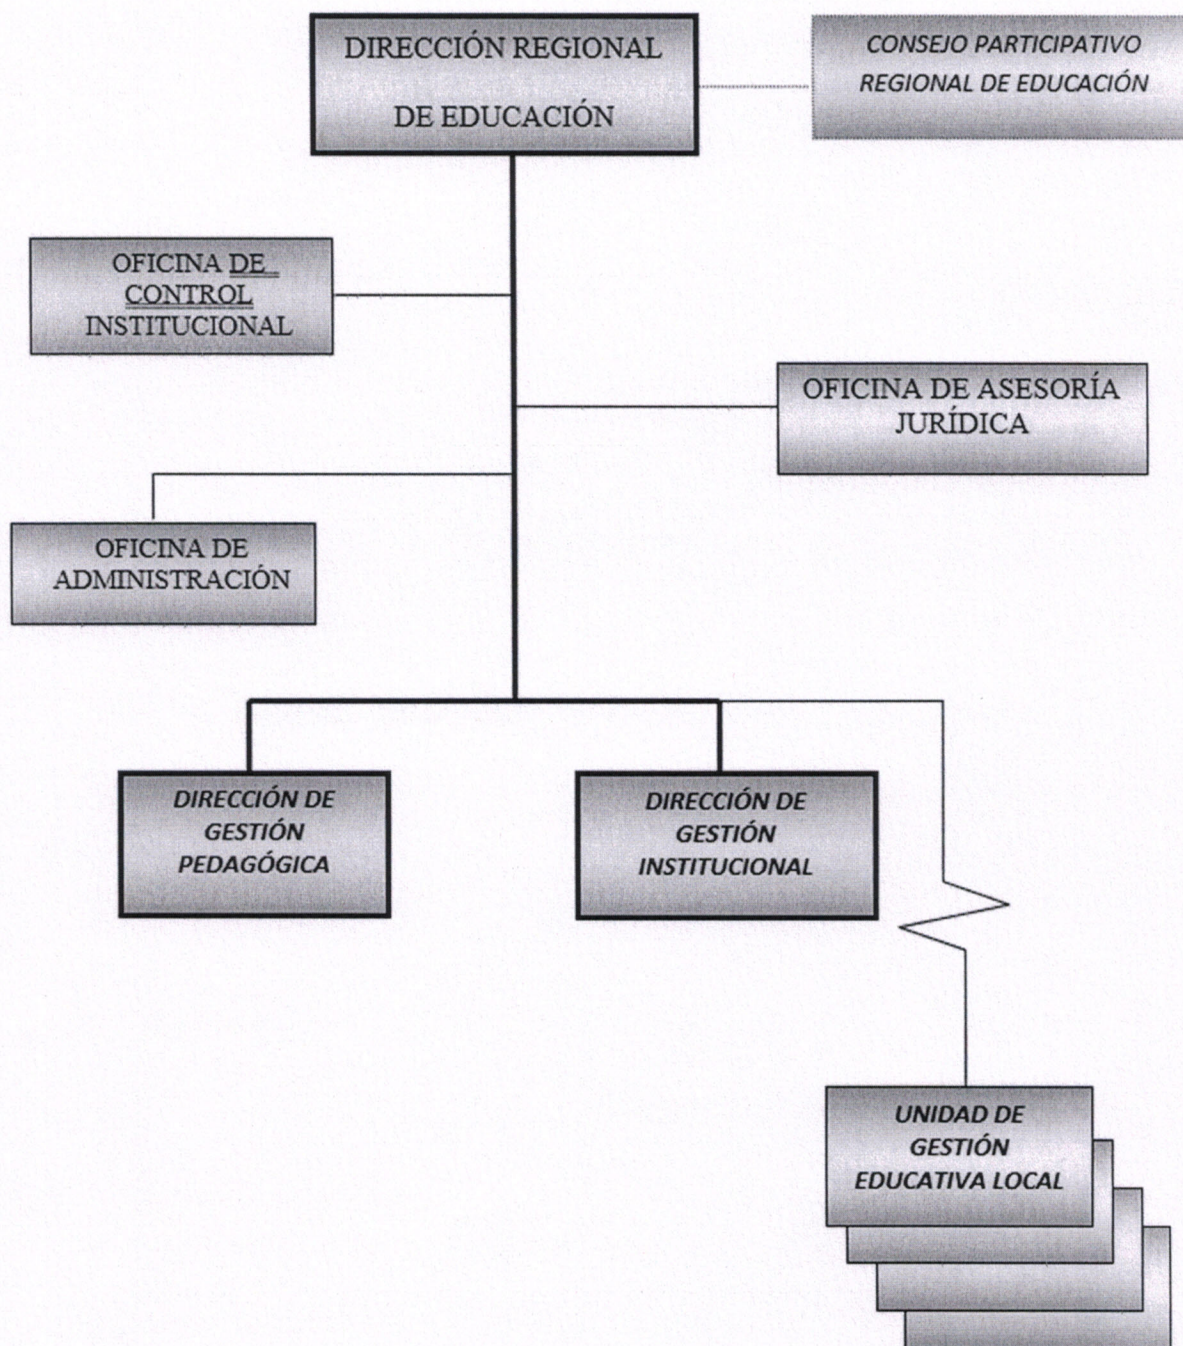 DIRECCIÓN REGIONAL
DE EDUCACIÓN
CONSEJO PARTICIPATIVO
REGIONAL DE EDUCACIÓN
OFICINA DE
CONTROL
INSTITUCIONAL
OFICINA DE ASESORÍA
JURÍDICA
OFICINA DE
ADMINISTRACIÓN
DIRECCIÓN DE
GESTIÓN
PEDAGÓGICA
DIRECCIÓN DE
GESTIÓN
INSTITUCIONAL
UNIDAD DE
GESTIÓN
EDUCATIVA LOCAL